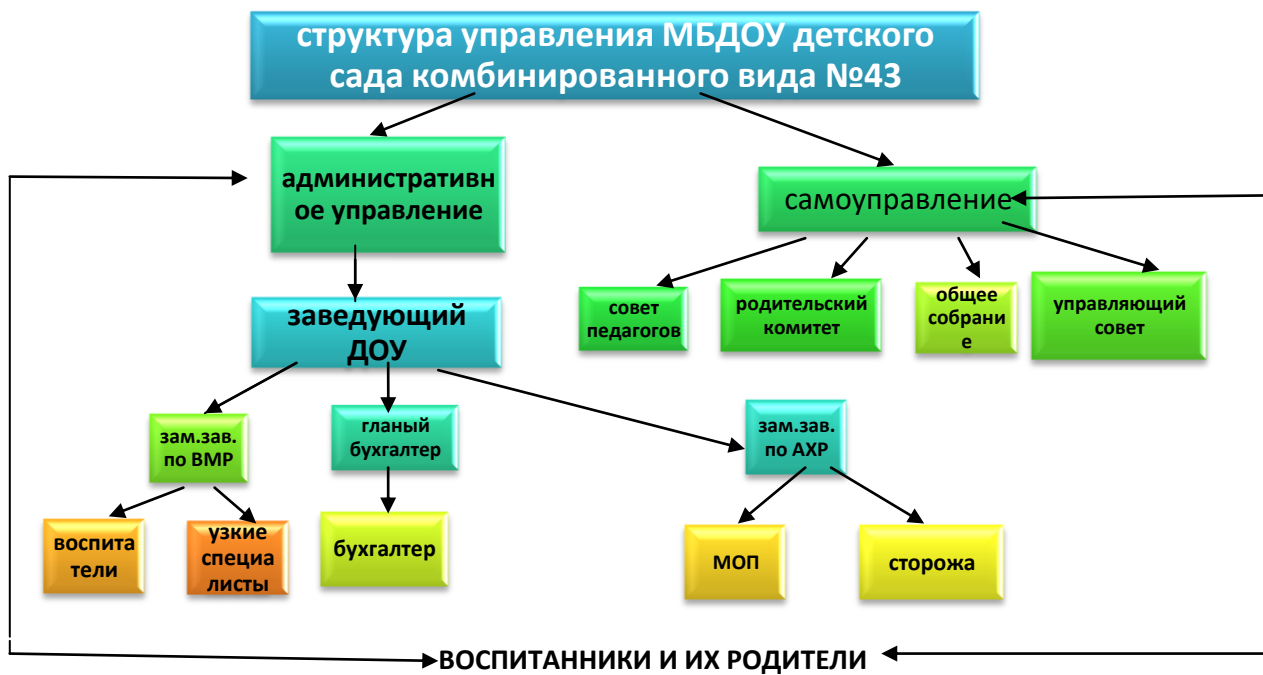 структура управления МБДОУ детского
сада комбинированного вида №43
административн
ое управление
самоуправление
совет
педагогов
родительский
комитет
общее
собрани
е
управляющий
совет
заведующий
ДОУ
зам.зав.
по ВМР
гланый
бухгалтер
зам.зав.
по АХР
воспита
тели
узкие
специа
листы
бухгалтер
МОП
сторожа
ВОСПИТАННИКИ И ИХ РОДИТЕЛИ